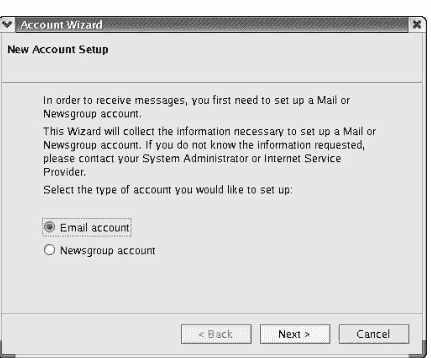 Account Wizard
New Account Setup
In order to receive messages, you first need to set up a Mail or
Newsgroup account.
This Wizard will collect the information necessary to set up a Mail or
Newsgroup account. If you do not know the information requested,
please contact your System Administrator or Internet Service
Provider.
Select the type of account you would like to set up:
Email account
Newsgroup account
< Back Next > Cancel